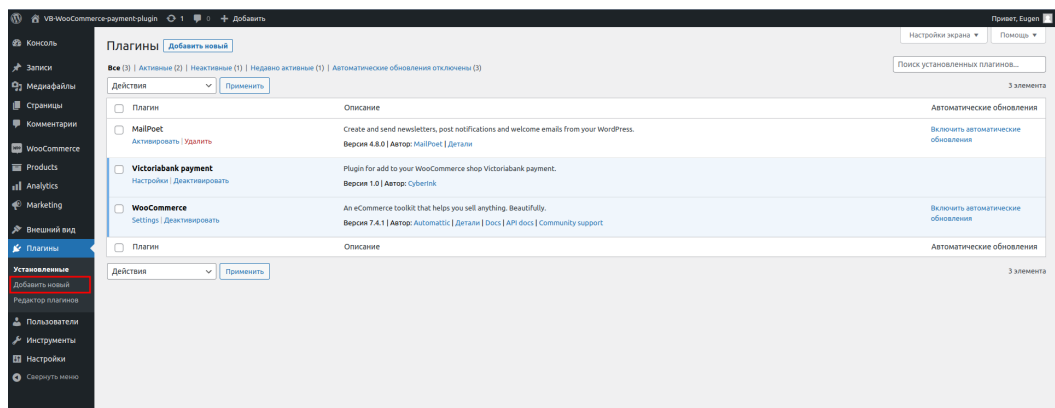 VB-WooCommerce-payment-plugin 1 0 Добавить Привет, Eugen
Настройки экрана Помощь
Консоль
Записи
Медиафайлы
Страницы
Комментарии
WooCommerce
Products
Analytics
Marketing
Внешний вид
Плагины
Установленные
Добавить новый
Редактор плагинов
Пользователи
Инструменты
Настройки
Свернуть меню
Плагины Добавить новый
Все (3) | Активные (2) | Неактивные (1) | Недавно активные (1) | Автоматические обновления отключены (3)
Поиск установленных плагинов...
Действия Применить 3 элемента
Плагин Описание Автоматические обновления
MailPoet Create and send newsletters, post notifications and welcome emails from your WordPress. Включить автоматические
Активировать | Удалить Версия 4.8.0 | Автор: MailPoet | Детали обновления
Victoriabank payment Plugin for add to your WooCommerce shop Victoriabank payment.
Настройки | Деактивировать Версия 1.0 | Автор: CyberInk
WooCommerce An eCommerce toolkit that helps you sell anything. Beautifully. Включить автоматические
Settings | Деактивировать Версия 7.4.1 | Автор: Automattic | Детали | Docs | API docs | Community support обновления
Плагин Описание Автоматические обновления
Действия Применить 3 элемента